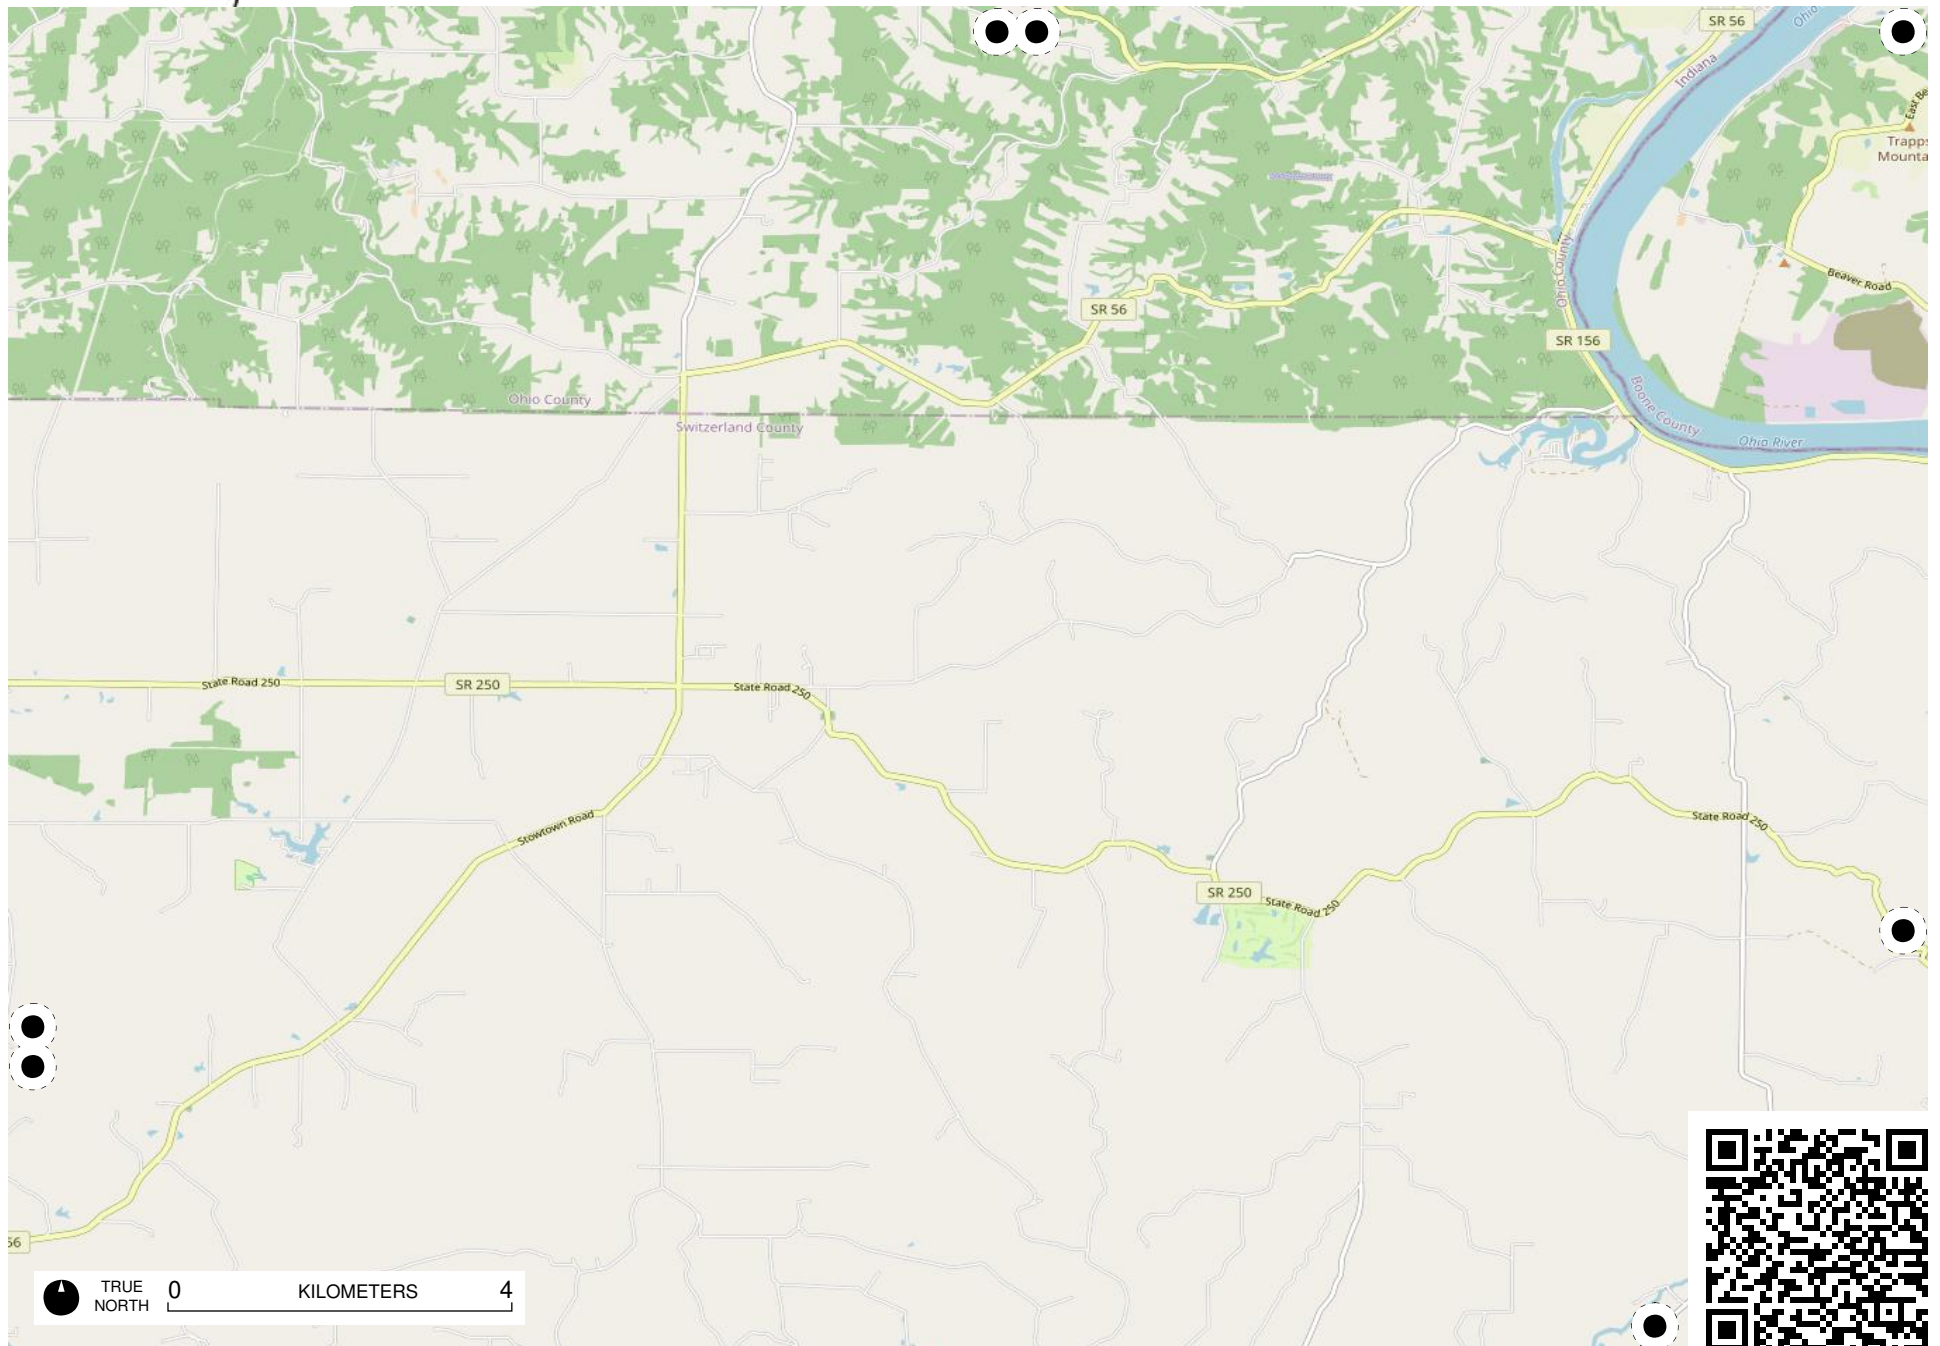 SR 56
Ohio
Indiana
East Be
Trapps
Mounta
Beaver Road
Ohio County
SR 56
SR 156
Ohio County
Boone County
Ohio River
Switzerland County
State Road 250
SR 250
State Road 250
Stowtown Road
State Road 250
SR 250
State Road 250
56
TRUE
NORTH
0 KILOMETERS 4